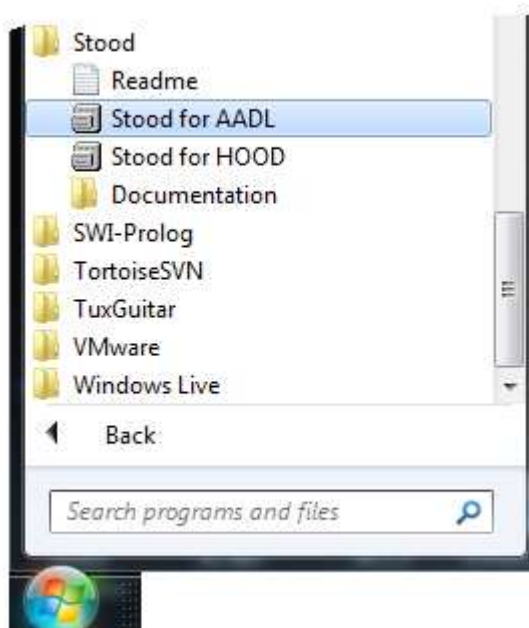 Stood
Readme
Stood for AADL
Stood for HOOD
Documentation
SWI-Prolog
TortoiseSVN
TuxGuitar
VMware
Windows Live
Back
Search programs and files